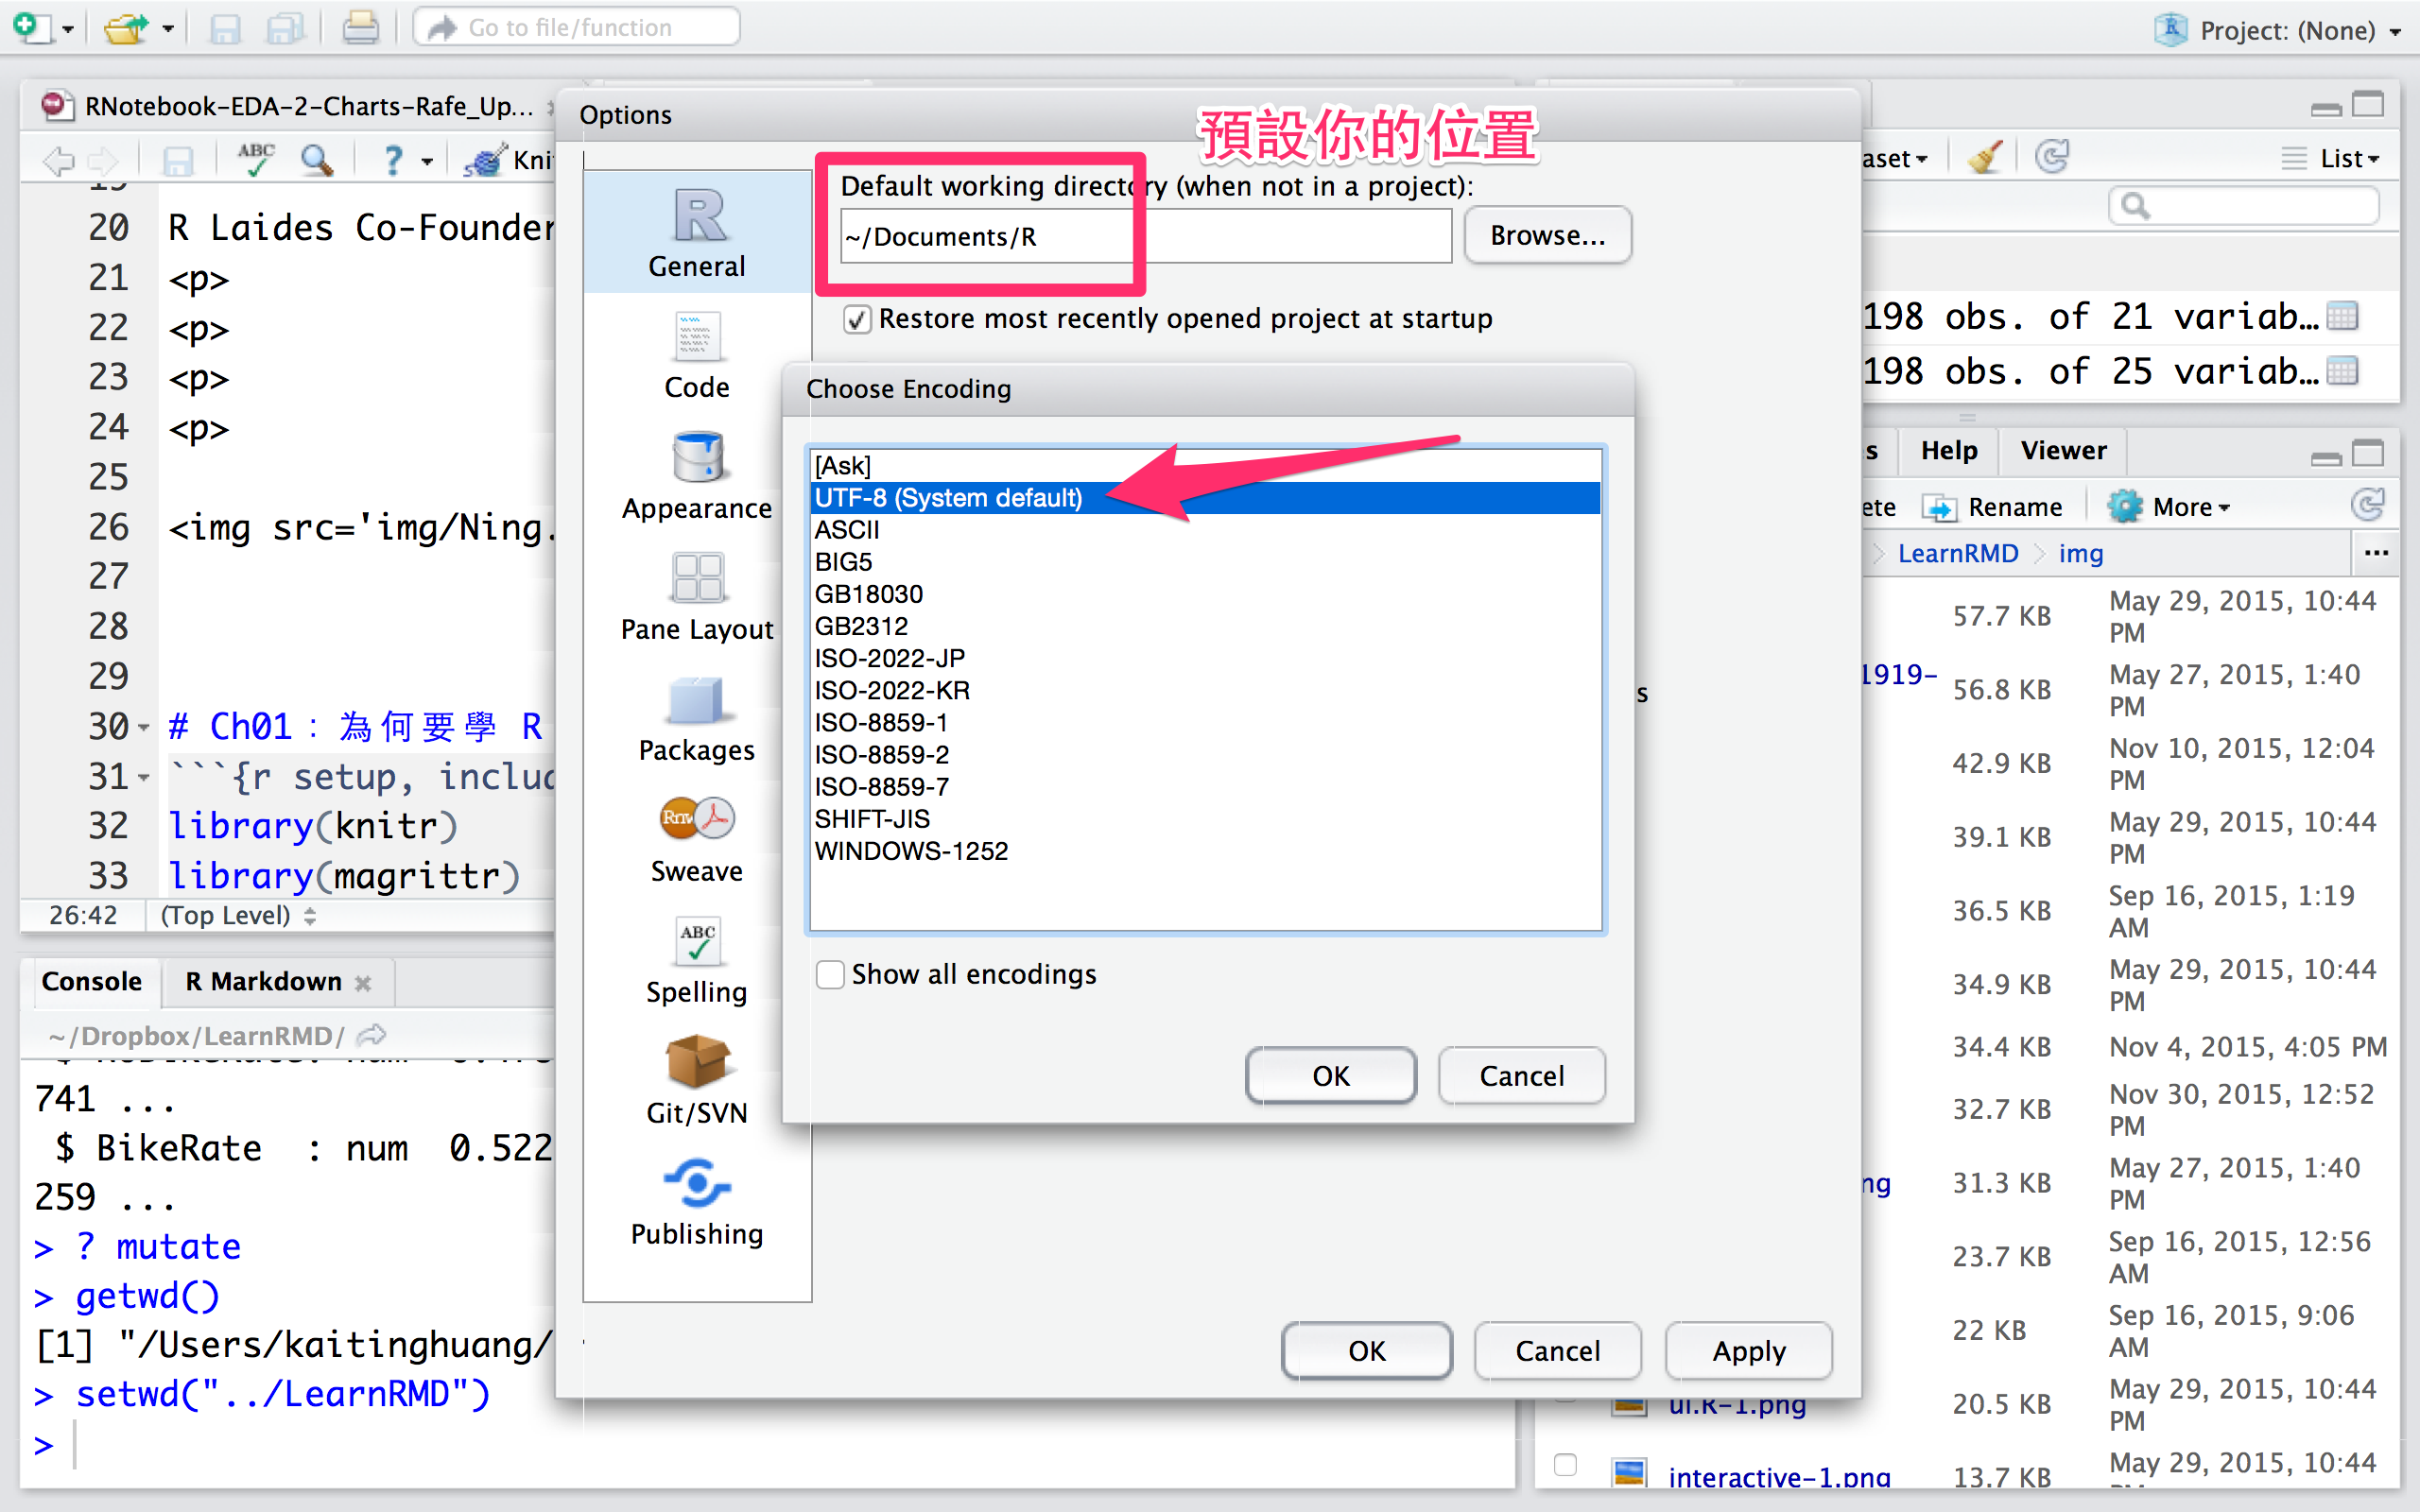 Go to file/function
Project: (None)
RNotebook-EDA-2-Charts-Rafe_Up...
ABC
?
20 R Laides Co-Founder
21 <p>
22 <p>
23 <p>
24 <p>
25
26 <img src='img/Ning.
27
28
29
30 # Ch01：為何要學 R
31 ```{r setup, includ
32 library(knitr)
33 library(magrittr)
26:42 (Top Level)
Console R Markdown
~/Dropbox/LearnRMD/
741 ...
$ BikeRate : num 0.522
259 ...
> ? mutate
> getwd()
[1] "/Users/kaitinghuang/
> setwd("../LearnRMD")
>
Options
預設你的位置
Default working directory (when not in a project):
~/Documents/R
Browse...
Restore most recently opened project at startup
General
Code
Appearance
Pane Layout
Packages
Rnw
Sweave
ABC
Spelling
Git/SVN
Publishing
Choose Encoding
[Ask]
UTF-8 (System default)
ASCII
BIG5
GB18030
GB2312
ISO-2022-JP
ISO-2022-KR
ISO-8859-1
ISO-8859-2
ISO-8859-7
SHIFT-JIS
WINDOWS-1252
Show all encodings
OK Cancel
OK Cancel Apply
aset
List
198 obs. of 21 variab...
198 obs. of 25 variab...
s Help Viewer
ete Rename More
LearnRMD img ...
57.7 KB May 29, 2015, 10:44
PM
1919- 56.8 KB May 27, 2015, 1:40
PM
42.9 KB Nov 10, 2015, 12:04
PM
39.1 KB May 29, 2015, 10:44
PM
36.5 KB Sep 16, 2015, 1:19
AM
34.9 KB May 29, 2015, 10:44
PM
34.4 KB Nov 4, 2015, 4:05 PM
32.7 KB Nov 30, 2015, 12:52
PM
ng 31.3 KB May 27, 2015, 1:40
PM
23.7 KB Sep 16, 2015, 12:56
AM
22 KB Sep 16, 2015, 9:06
AM
ui.R-1.png 20.5 KB May 29, 2015, 10:44
PM
interactive-1.png 13.7 KB May 29, 2015, 10:44